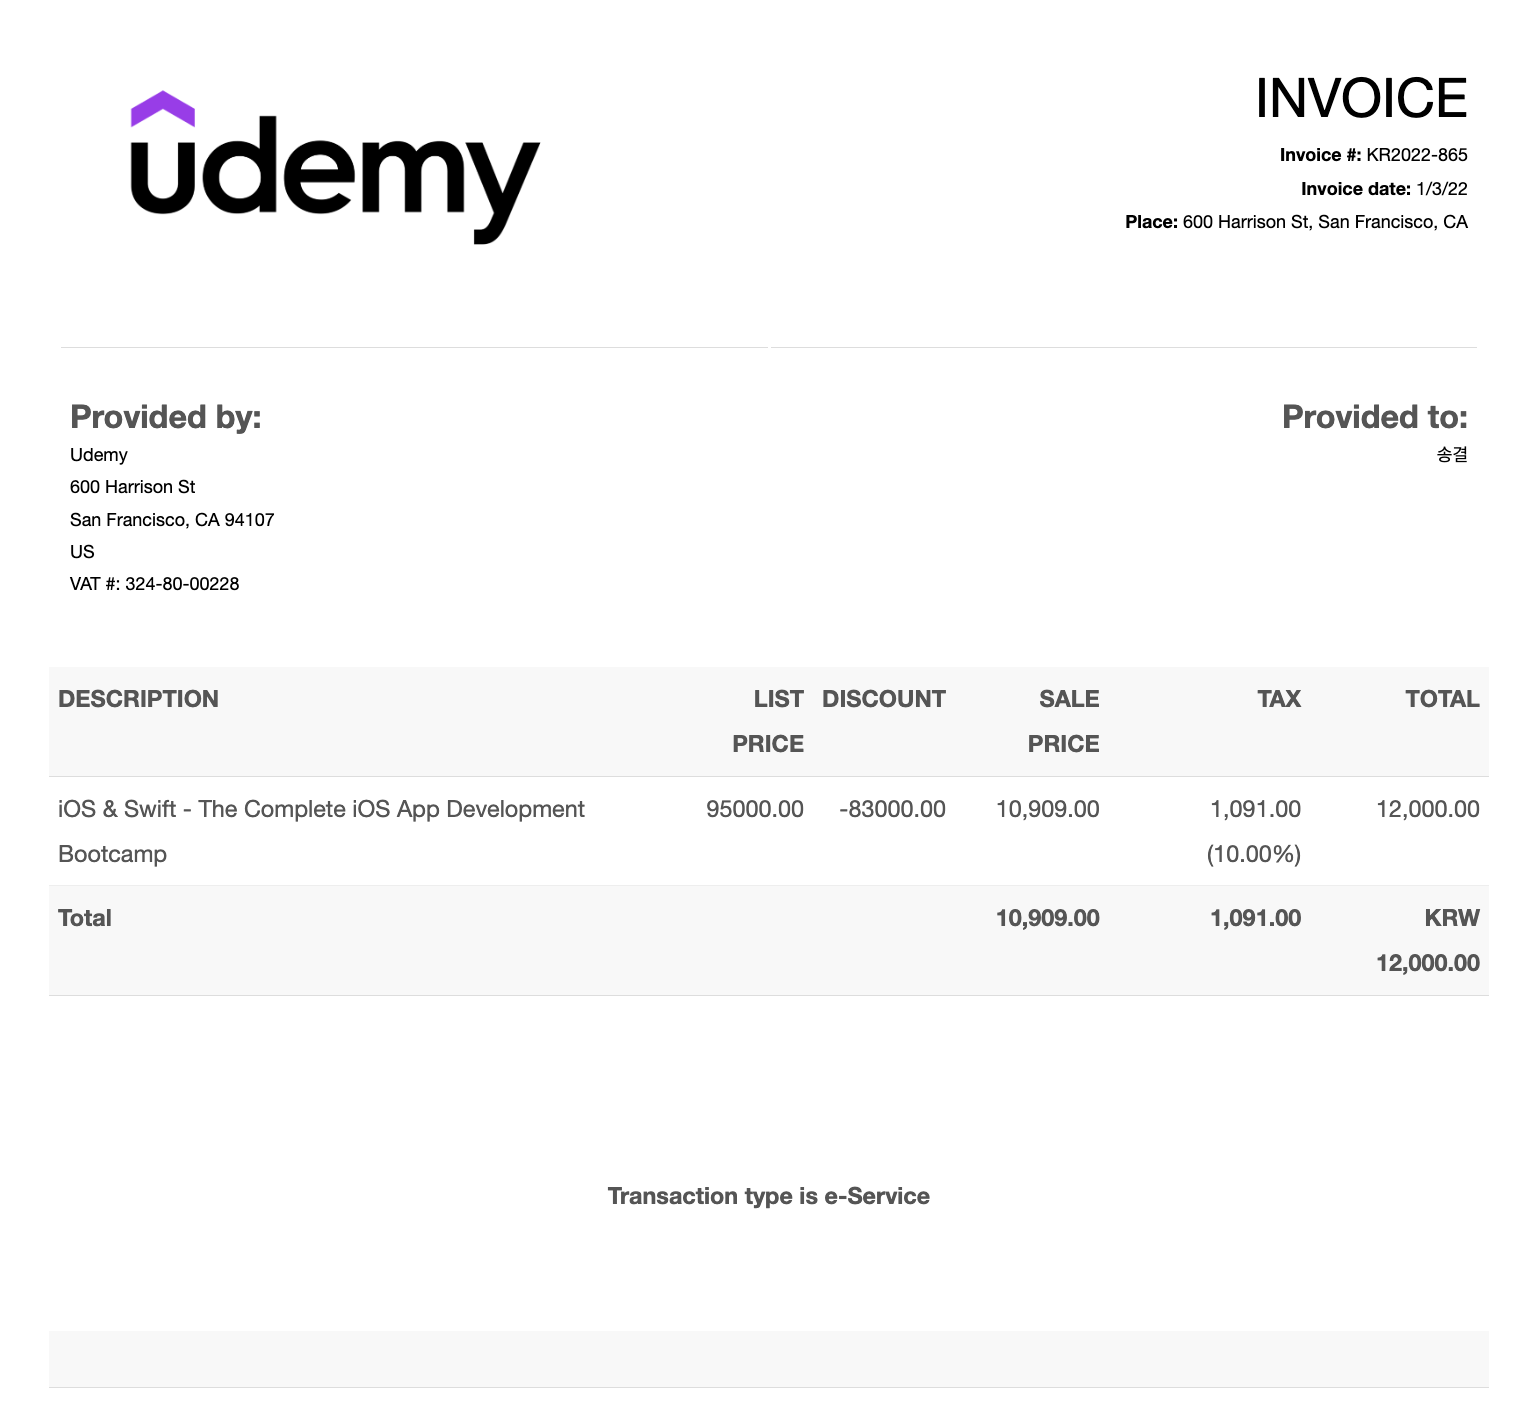 udemy
INVOICE
Invoice #: KR2022-865
Invoice date: 1/3/22
Place: 600 Harrison St, San Francisco, CA
Provided by:
Udemy
600 Harrison St
San Francisco, CA 94107
US
VAT #: 324-80-00228
Provided to:
송결
DESCRIPTION LIST PRICE DISCOUNT SALE PRICE TAX TOTAL
iOS & Swift - The Complete iOS App Development 95000.00 -83000.00 10,909.00 1,091.00 12,000.00
Bootcamp (10.00%)
Total 10,909.00 1,091.00 KRW
12,000.00
Transaction type is e-Service